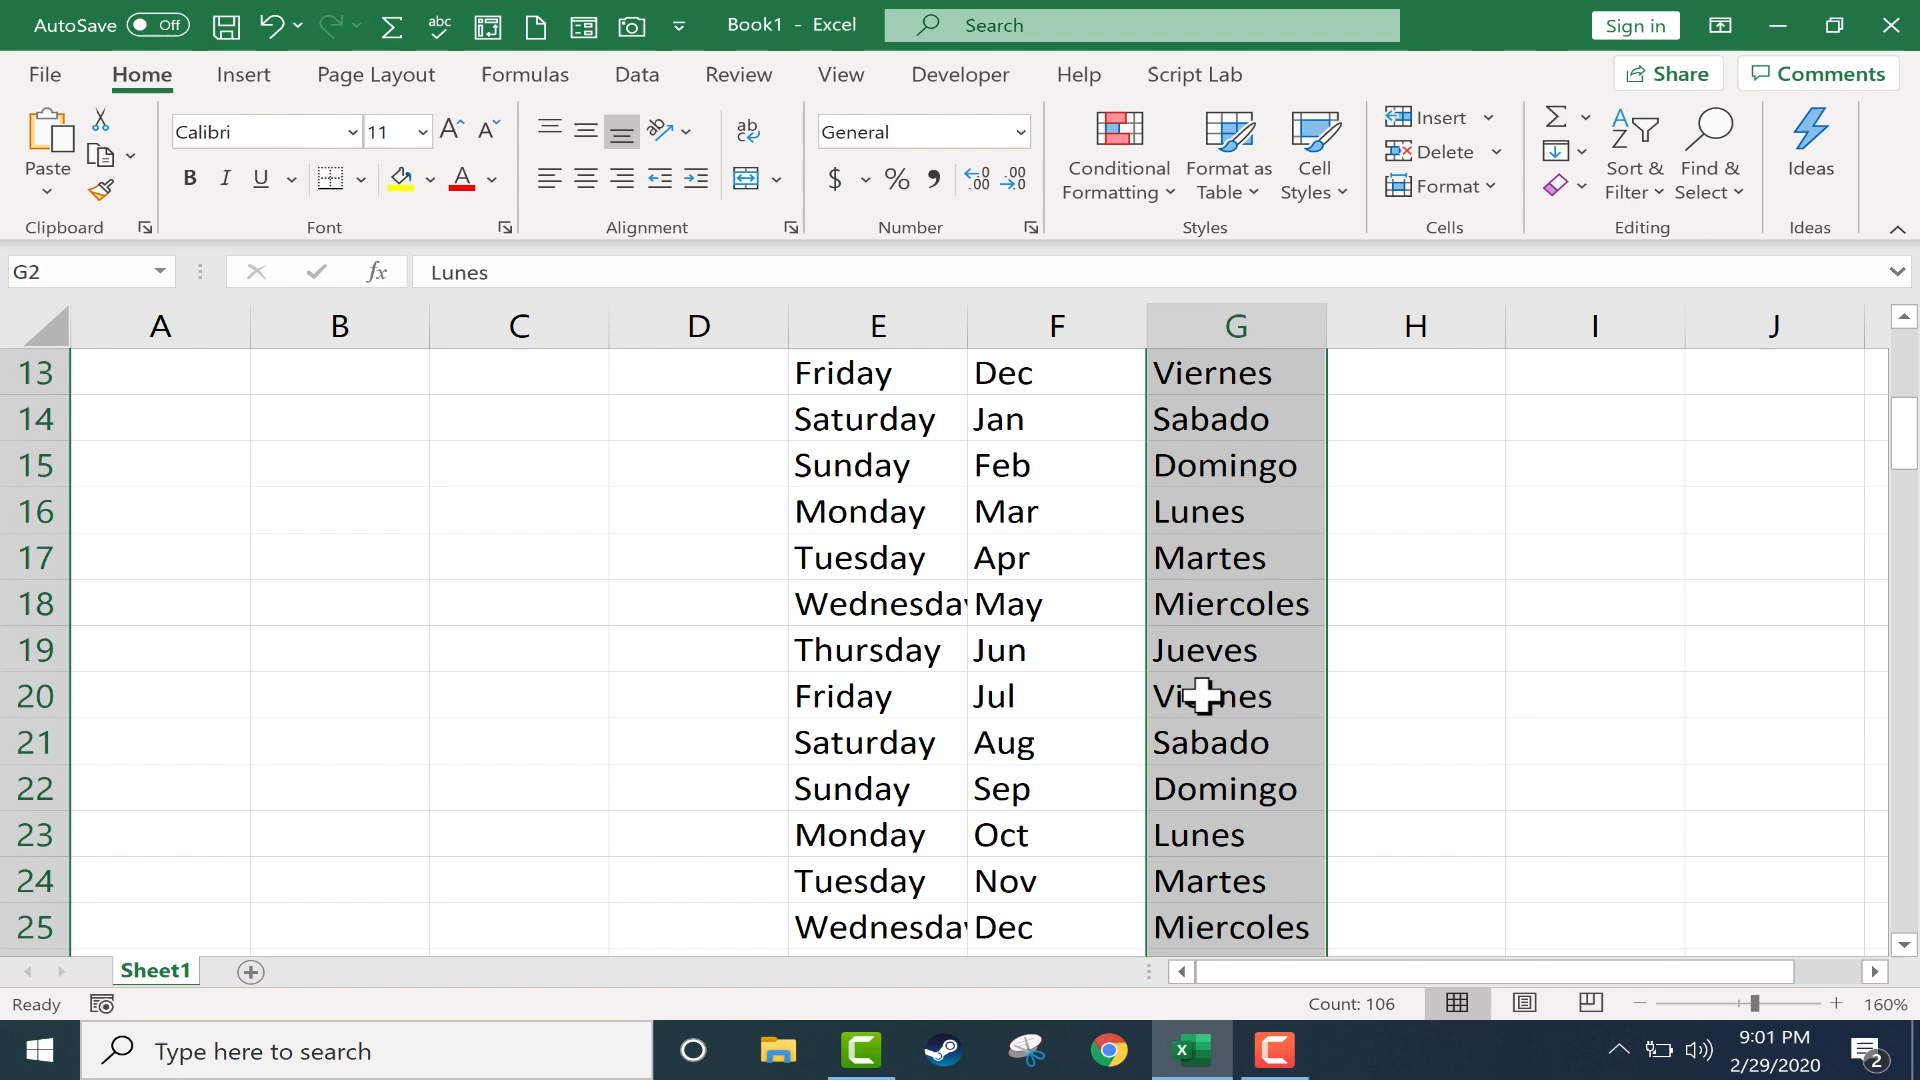 AutoSave Off Book1 - Excel Search Sign in
File Home Insert Page Layout Formulas Data Review View Developer Help Script Lab Share Comments
Calibri 11 General Insert
Paste Conditional Formatting Format as Table Cell Styles Delete Sort & Filter Find & Select Ideas
B I U $ % Format
Clipboard Font Alignment Number Styles Cells Editing Ideas
G2 fx Lunes
A B C D E F G H I J
13 Friday Dec Viernes
14 Saturday Jan Sabado
15 Sunday Feb Domingo
16 Monday Mar Lunes
17 Tuesday Apr Martes
18 Wednesday May Miercoles
19 Thursday Jun Jueves
20 Friday Jul Viernes
21 Saturday Aug Sabado
22 Sunday Sep Domingo
23 Monday Oct Lunes
24 Tuesday Nov Martes
25 Wednesday Dec Miercoles
Sheet1
Ready Count: 106 160%
Type here to search 9:01 PM
2/29/2020 2